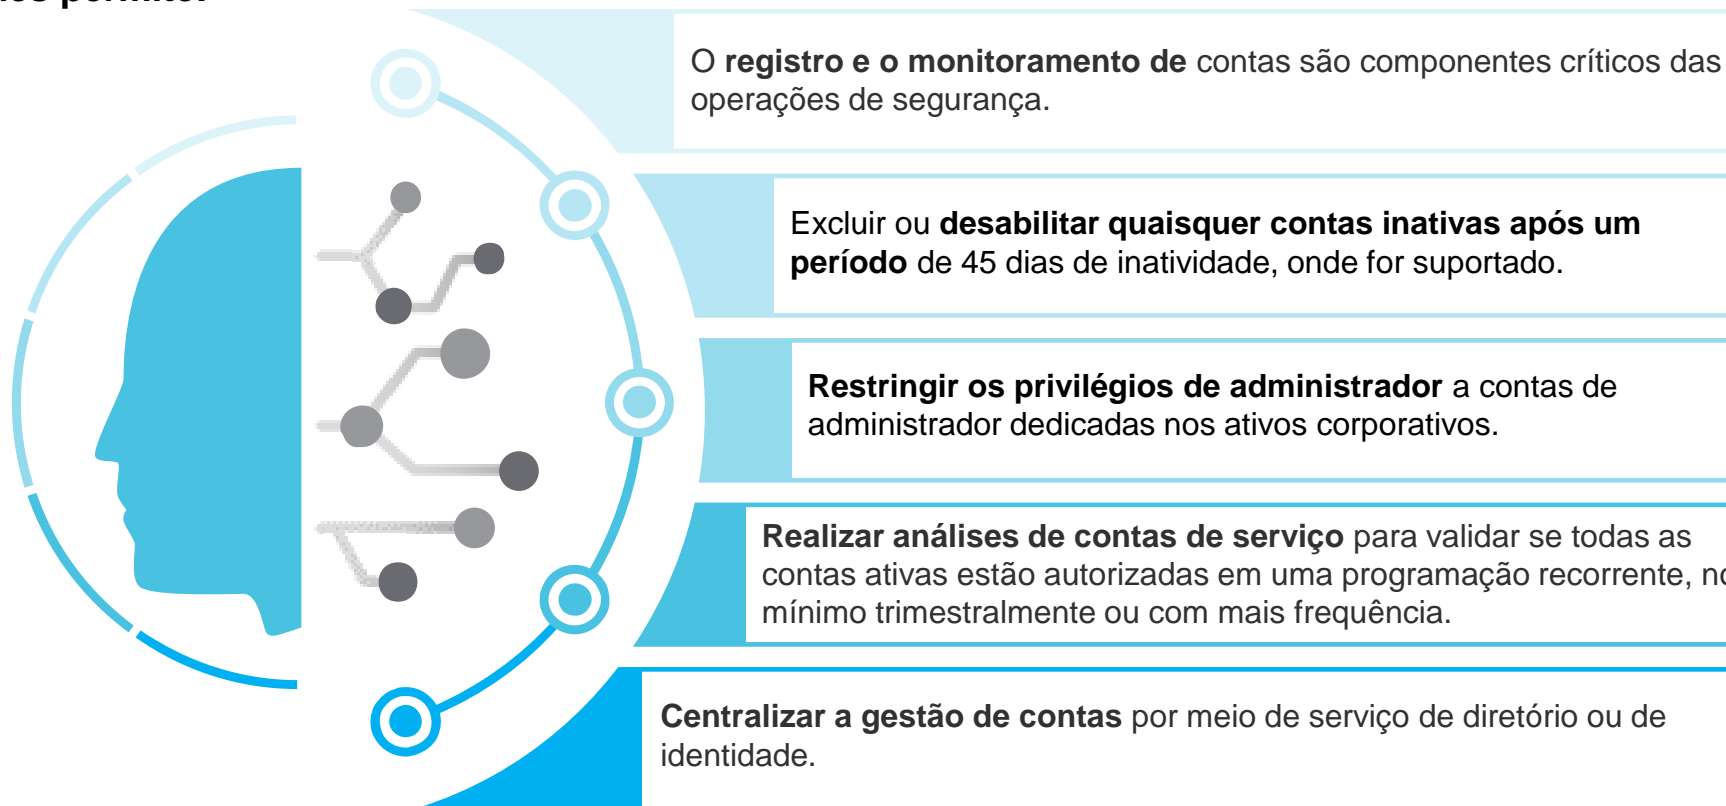 O registro e o monitoramento de contas são componentes críticos das
operações de segurança.
Excluir ou desabilitar quaisquer contas inativas após um
período de 45 dias de inatividade, onde for suportado.
Restringir os privilégios de administrador a contas de
administrador dedicadas nos ativos corporativos.
Realizar análises de contas de serviço para validar se todas as
contas ativas estão autorizadas em uma programação recorrente, no
mínimo trimestralmente ou com mais frequência.
Centralizar a gestão de contas por meio de serviço de diretório ou de
identidade.